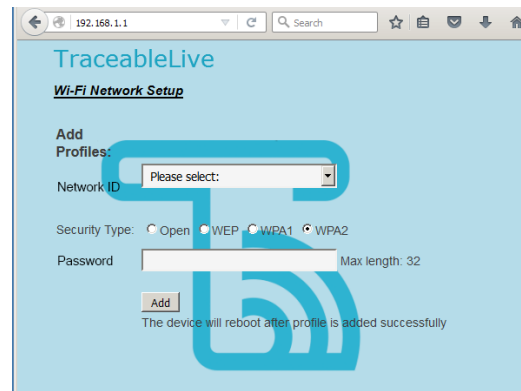 192.168.1.1 Search
TraceableLive
Wi-Fi Network Setup
Add
Profiles:
Network ID Please select:
Security Type: Open WEP WPA1 WPA2
Password Max length: 32
Add
The device will reboot after profile is added successfully